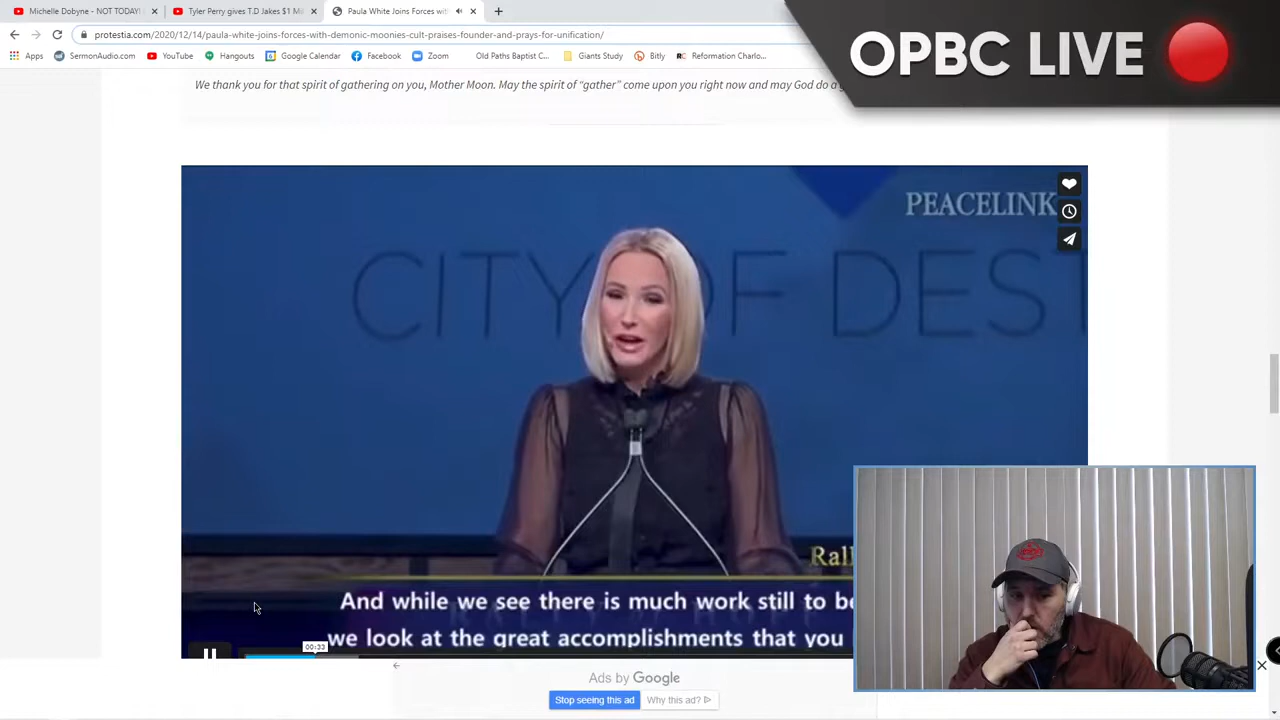 Michelle Dobyne - NOT TODAY!
Tyler Perry gives T.D Jakes $1 Mi
Paula White Joins Forces with
protestia.com/2020/12/14/paula-white-joins-forces-with-demonic-moonies-cult-praises-founder-and-prays-for-unification/
Apps
SermonAudio.com
YouTube
Hangouts
Google Calendar
Facebook
Zoom
Old Paths Baptist C...
Giants Study
Bitly
Reformation Charlo...
OPBC LIVE
We thank you for that spirit of gathering on you, Mother Moon. May the spirit of “gather” come upon you right now and may God do a
PEACELINK
CITY OF DEST
And while we see there is much work still to be
we look at the great accomplishments that you
00:33
Ads by Google
Stop seeing this ad
Why this ad?